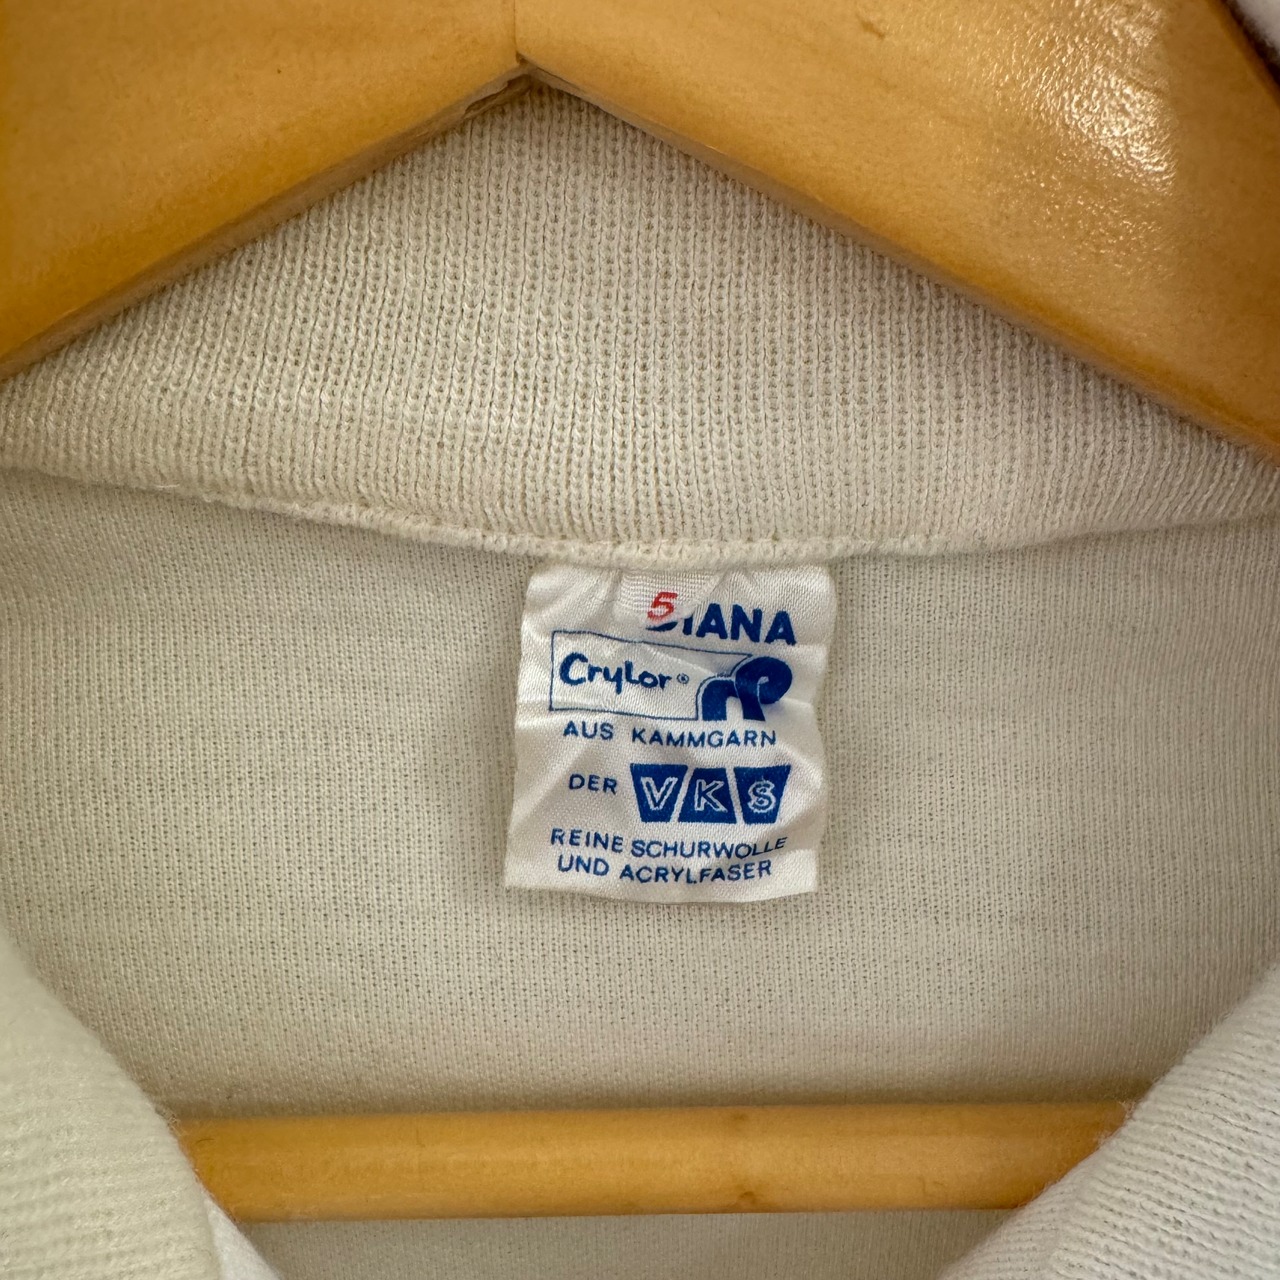 5
DIANA
Crylor®
AUS KAMMGARN
DER VKS
REINE SCHURWOLLE
UND ACRYLFASER